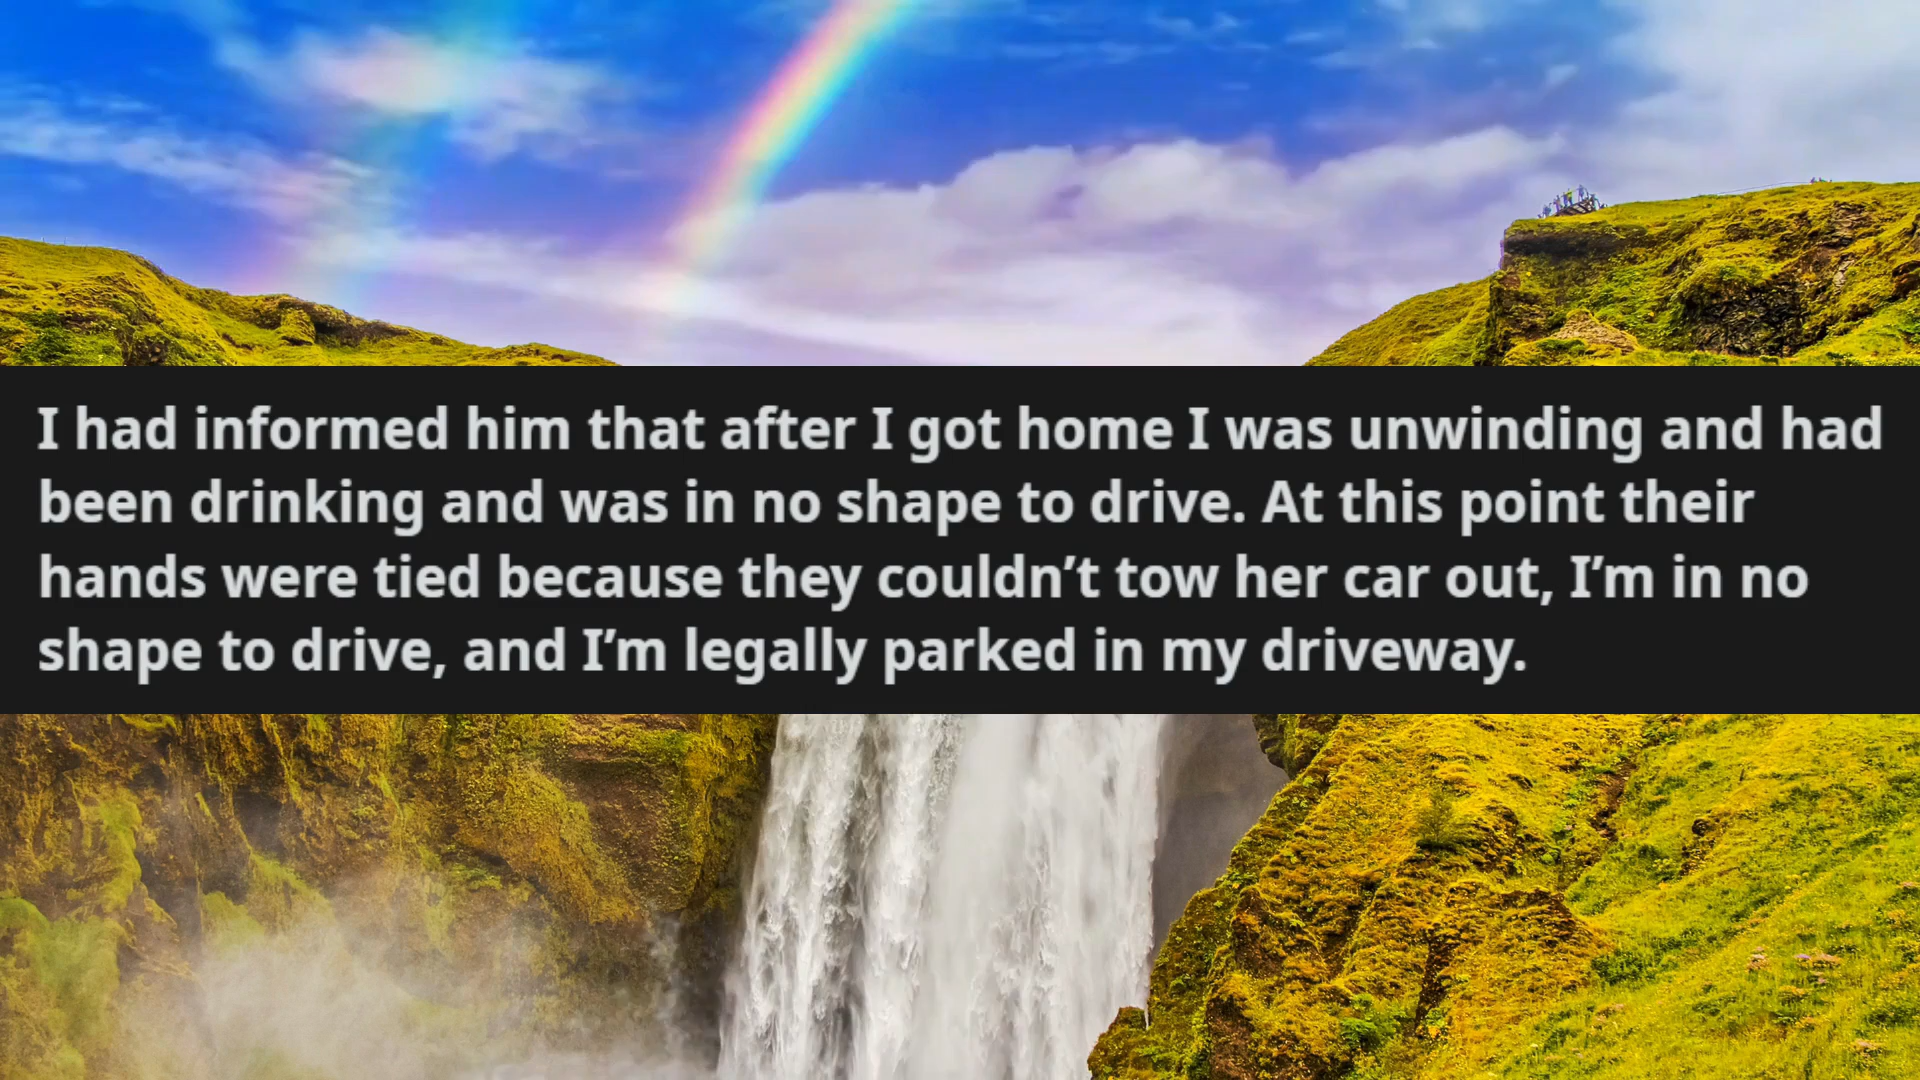 I had informed him that after I got home I was unwinding and had
been drinking and was in no shape to drive. At this point their
hands were tied because they couldn’t tow her car out, I’m in no
shape to drive, and I’m legally parked in my driveway.